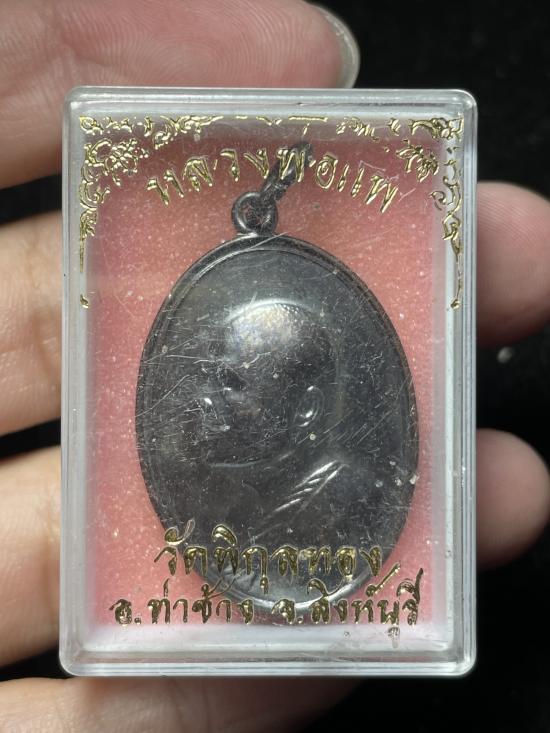 หลวงพ่อแพ
วัดพิกุลทอง
อ.ท่าช้าง จ.สิงห์บุรี